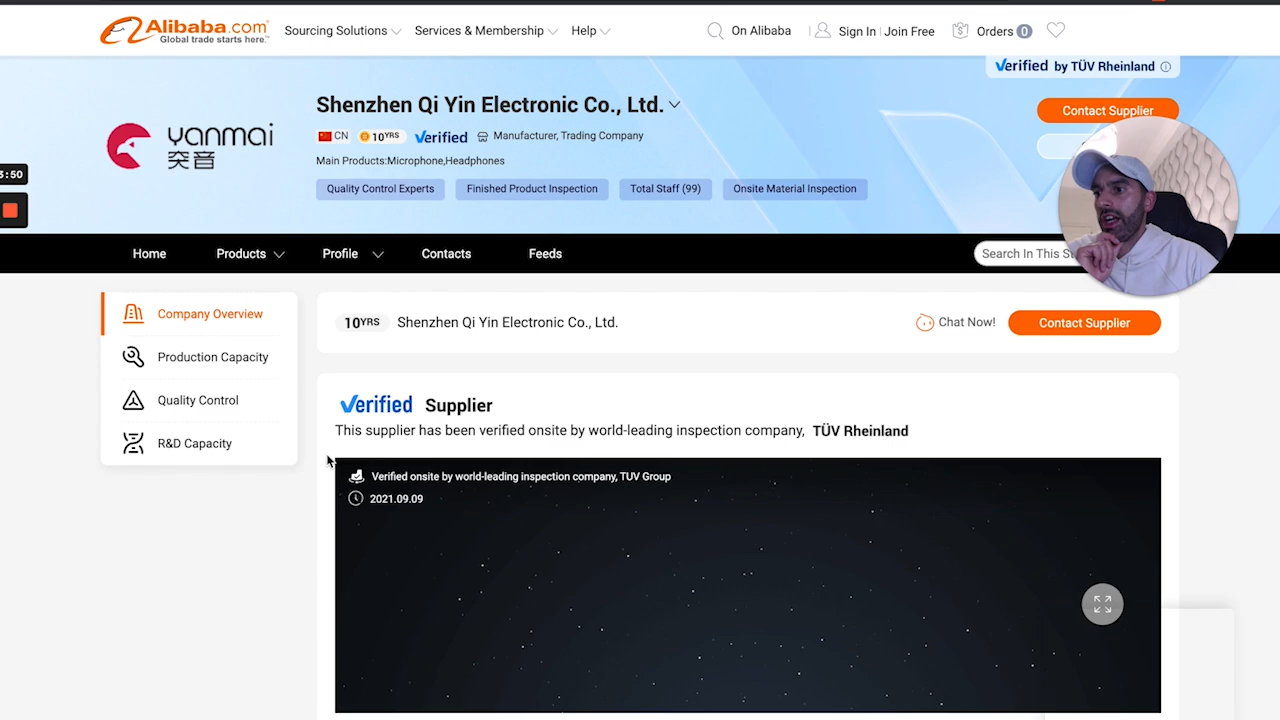 Alibaba.com
Global trade starts here.™
Sourcing Solutions
Services & Membership
Help
On Alibaba
Sign In
Join Free
Orders 0
Verified by TÜV Rheinland
Shenzhen Qi Yin Electronic Co., Ltd.
Contact Supplier
yanmai
突音
CN
10YRS
Verified
Manufacturer, Trading Company
Main Products:Microphone,Headphones
:50
Quality Control Experts
Finished Product Inspection
Total Staff (99)
Onsite Material Inspection
Home
Products
Profile
Contacts
Feeds
Search In This
Company Overview
Production Capacity
Quality Control
R&D Capacity
10YRS
Shenzhen Qi Yin Electronic Co., Ltd.
Chat Now!
Contact Supplier
Verified Supplier
This supplier has been verified onsite by world-leading inspection company, TÜV Rheinland
Verified onsite by world-leading inspection company, TUV Group
2021.09.09